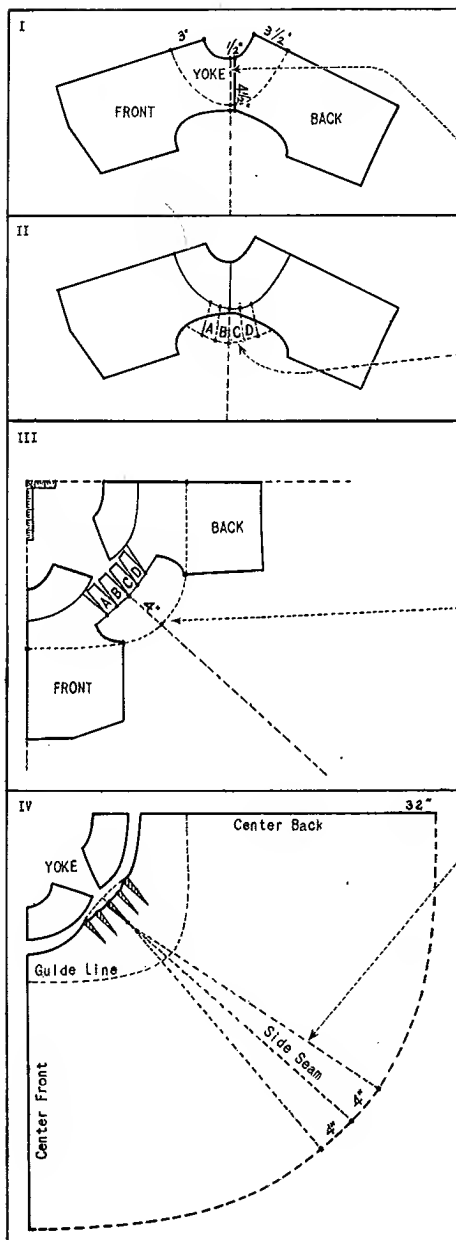 I
3"
1/2"
3 1/2"
YOKE
4 1/2"
FRONT
BACK
II
A B C D
III
BACK
A B C D
4"
FRONT
IV
32"
Center Back
YOKE
Guide Line
Side Seam
Center Front
4"
4"